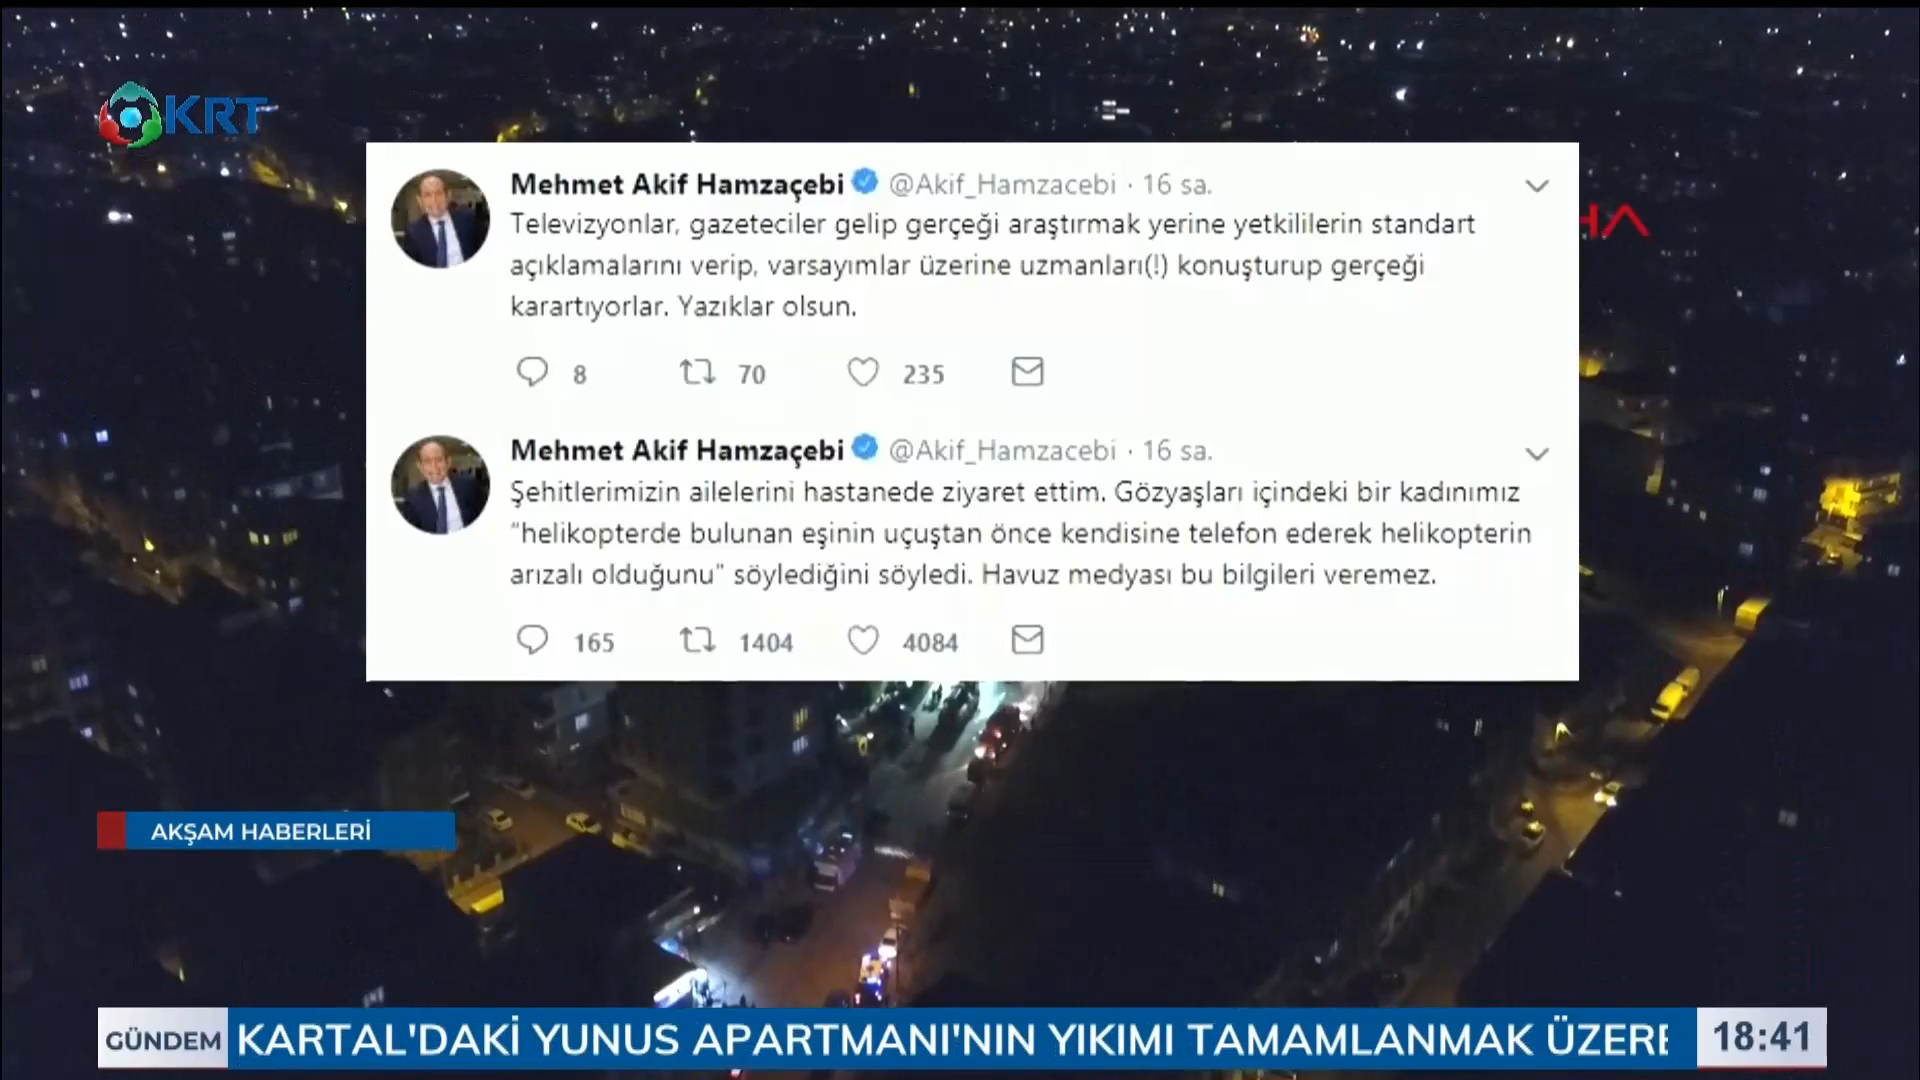 KRT
Mehmet Akif Hamzaçebi @Akif_Hamzacebi · 16 sa.
Televizyonlar, gazeteciler gelip gerçeği araştırmak yerine yetkililerin standart
açıklamalarını verip, varsayımlar üzerine uzmanları(!) konuşturup gerçeği
karartıyorlar. Yazıklar olsun.
8 70 235
Mehmet Akif Hamzaçebi @Akif_Hamzacebi · 16 sa.
Şehitlerimizin ailelerini hastanede ziyaret ettim. Gözyaşları içindeki bir kadınımız
"helikopterde bulunan eşinin uçuştan önce kendisine telefon ederek helikopterin
arızalı olduğunu" söylediğini söyledi. Havuz medyası bu bilgileri veremez.
165 1404 4084
AKŞAM HABERLERİ
GÜNDEM KARTAL'DAKİ YUNUS APARTMANI'NIN YIKIMI TAMAMLANMAK ÜZERE 18:41